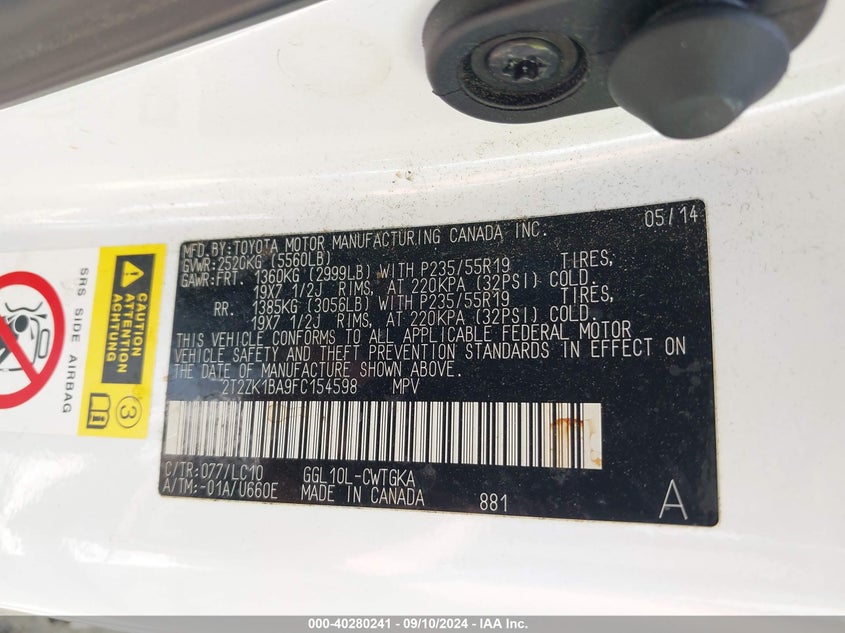 05/14
MFD.BY:TOYOTA MOTOR MANUFACTURING CANADA INC.
GVWR:2520KG (5560LB)
GAWR:FRT. 1360KG (2999LB) WITH P235/55R19 TIRES,
19X7 1/2J RIMS, AT 220KPA (32PSI) COLD.
RR. 1385KG (3056LB) WITH P235/55R19 TIRES,
19X7 1/2J RIMS, AT 220KPA (32PSI) COLD.
THIS VEHICLE CONFORMS TO ALL APPLICABLE FEDERAL MOTOR
VEHICLE SAFETY AND THEFT PREVENTION STANDARDS IN EFFECT ON
THE DATE OF MANUFACTURE SHOWN ABOVE.
2T2ZK1BA9FC154598 MPV
C/TR:077/LC10 GGL10L-CWTGKA
A/TM:-01A/U660E MADE IN CANADA 881 A
SRS SIDE AIRBAG
CAUTION
ATTENTION
ACHTUNG
3
000-40280241 - 09/10/2024 - IAA Inc.